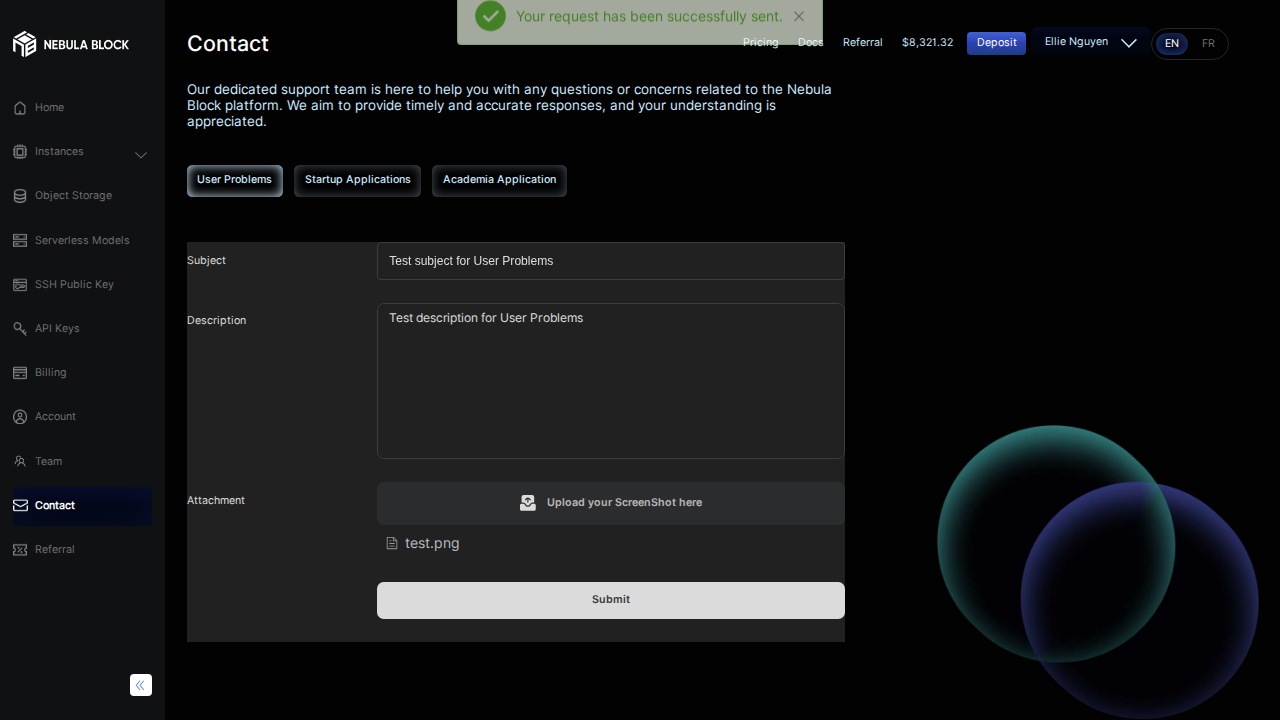 Your request has been successfully sent.
NEBULA BLOCK
Contact
Pricing
Docs
Referral
$8,321.32
Deposit
Ellie Nguyen
EN
FR
Our dedicated support team is here to help you with any questions or concerns related to the Nebula
Block platform. We aim to provide timely and accurate responses, and your understanding is
appreciated.
Home
Instances
Object Storage
Serverless Models
SSH Public Key
API Keys
Billing
Account
Team
Contact
Referral
User Problems
Startup Applications
Academia Application
Subject
Test subject for User Problems
Description
Test description for User Problems
Attachment
Upload your ScreenShot here
test.png
Submit